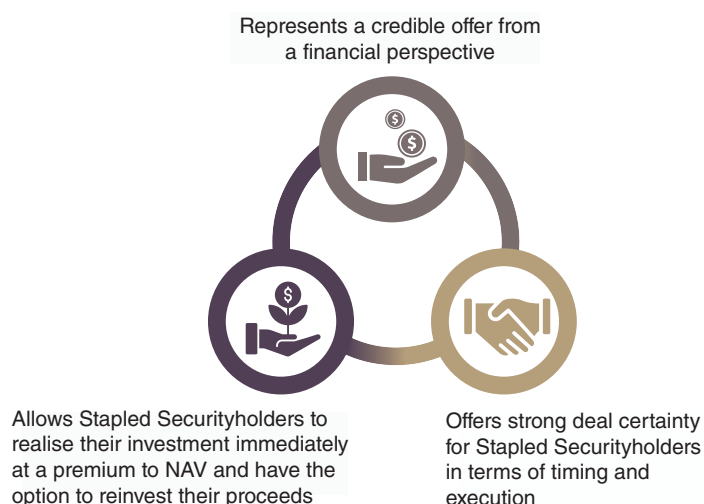 Represents a credible offer from
a financial perspective
$
$
$
Allows Stapled Securityholders to
realise their investment immediately
at a premium to NAV and have the
option to reinvest their proceeds
Offers strong deal certainty
for Stapled Securityholders
in terms of timing and
execution